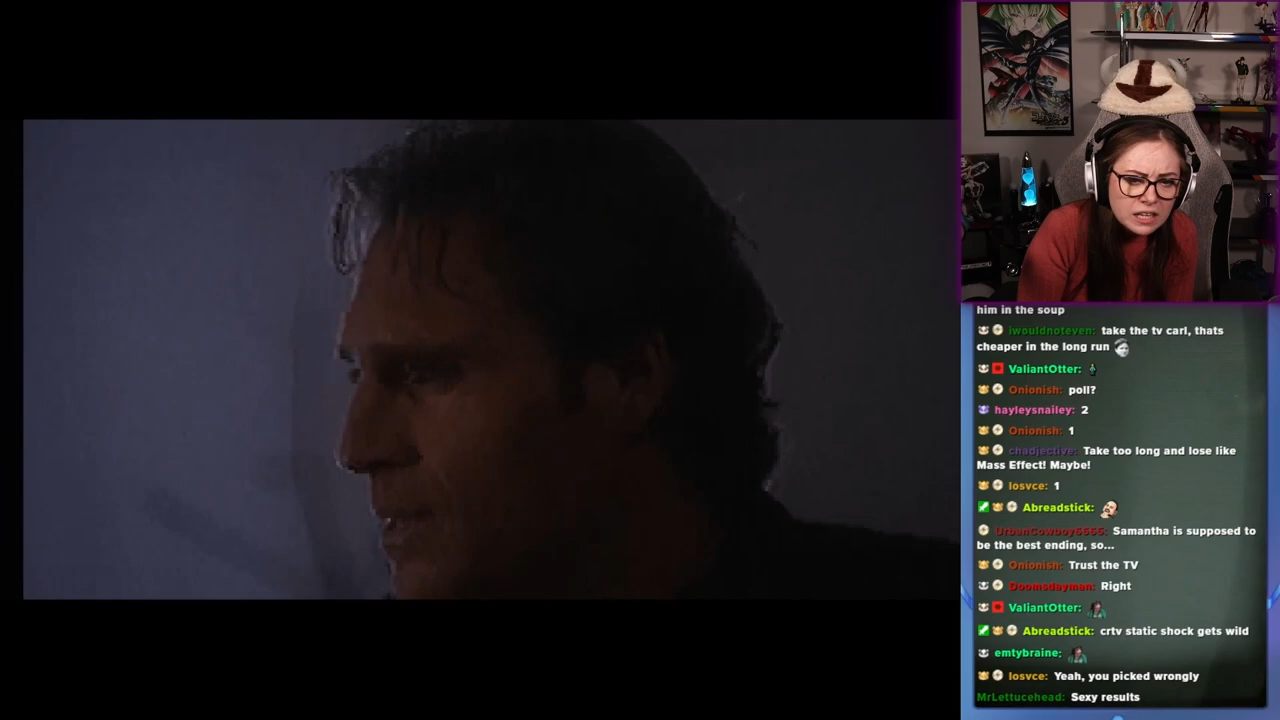 him in the soup
iwouldnoteven: take the tv carl, thats
cheaper in the long run
ValiantOtter:
Onionish: poll?
hayleysnailey: 2
Onionish: 1
chadjective: Take too long and lose like
Mass Effect! Maybe!
losvce: 1
Abreadstick:
UrbanCowboy6666: Samantha is supposed to
be the best ending, so...
Onionish: Trust the TV
Doomsdayman: Right
ValiantOtter:
Abreadstick: crtv static shock gets wild
emtybraine:
losvce: Yeah, you picked wrongly
MrLettucehead: Sexy results